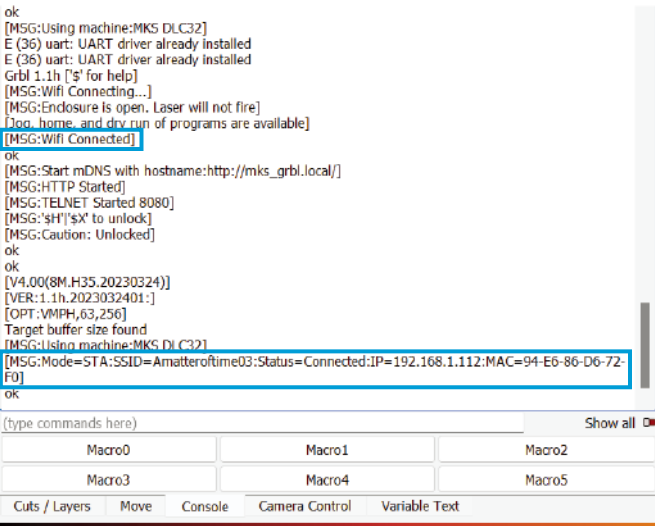 ok
[MSG:Using machine:MKS DLC32]
E (36) uart: UART driver already installed
E (36) uart: UART driver already installed
Grbl 1.1h ['$' for help]
[MSG:Wifi Connecting...]
[MSG:Enclosure is open. Laser will not fire]
[Jog, home, and dry run of programs are available]
[MSG:Wifi Connected]
ok
[MSG:Start mDNS with hostname:http://mks_grbl.local/]
[MSG:HTTP Started]
[MSG:TELNET Started 8080]
[MSG:'$H'|'$X' to unlock]
[MSG:Caution: Unlocked]
ok
ok
[V4.00(8M.H35.20230324)]
[VER:1.1h.2023032401:]
[OPT:VMPH,63,256]
Target buffer size found
[MSG:Using machine:MKS DLC32]
[MSG:Mode=STA:SSID=Amatteroftime03:Status=Connected:IP=192.168.1.112:MAC=94-E6-86-D6-72-
F0]
ok
(type commands here) Show all
Macro0 Macro1 Macro2
Macro3 Macro4 Macro5
Cuts / Layers Move Console Camera Control Variable Text